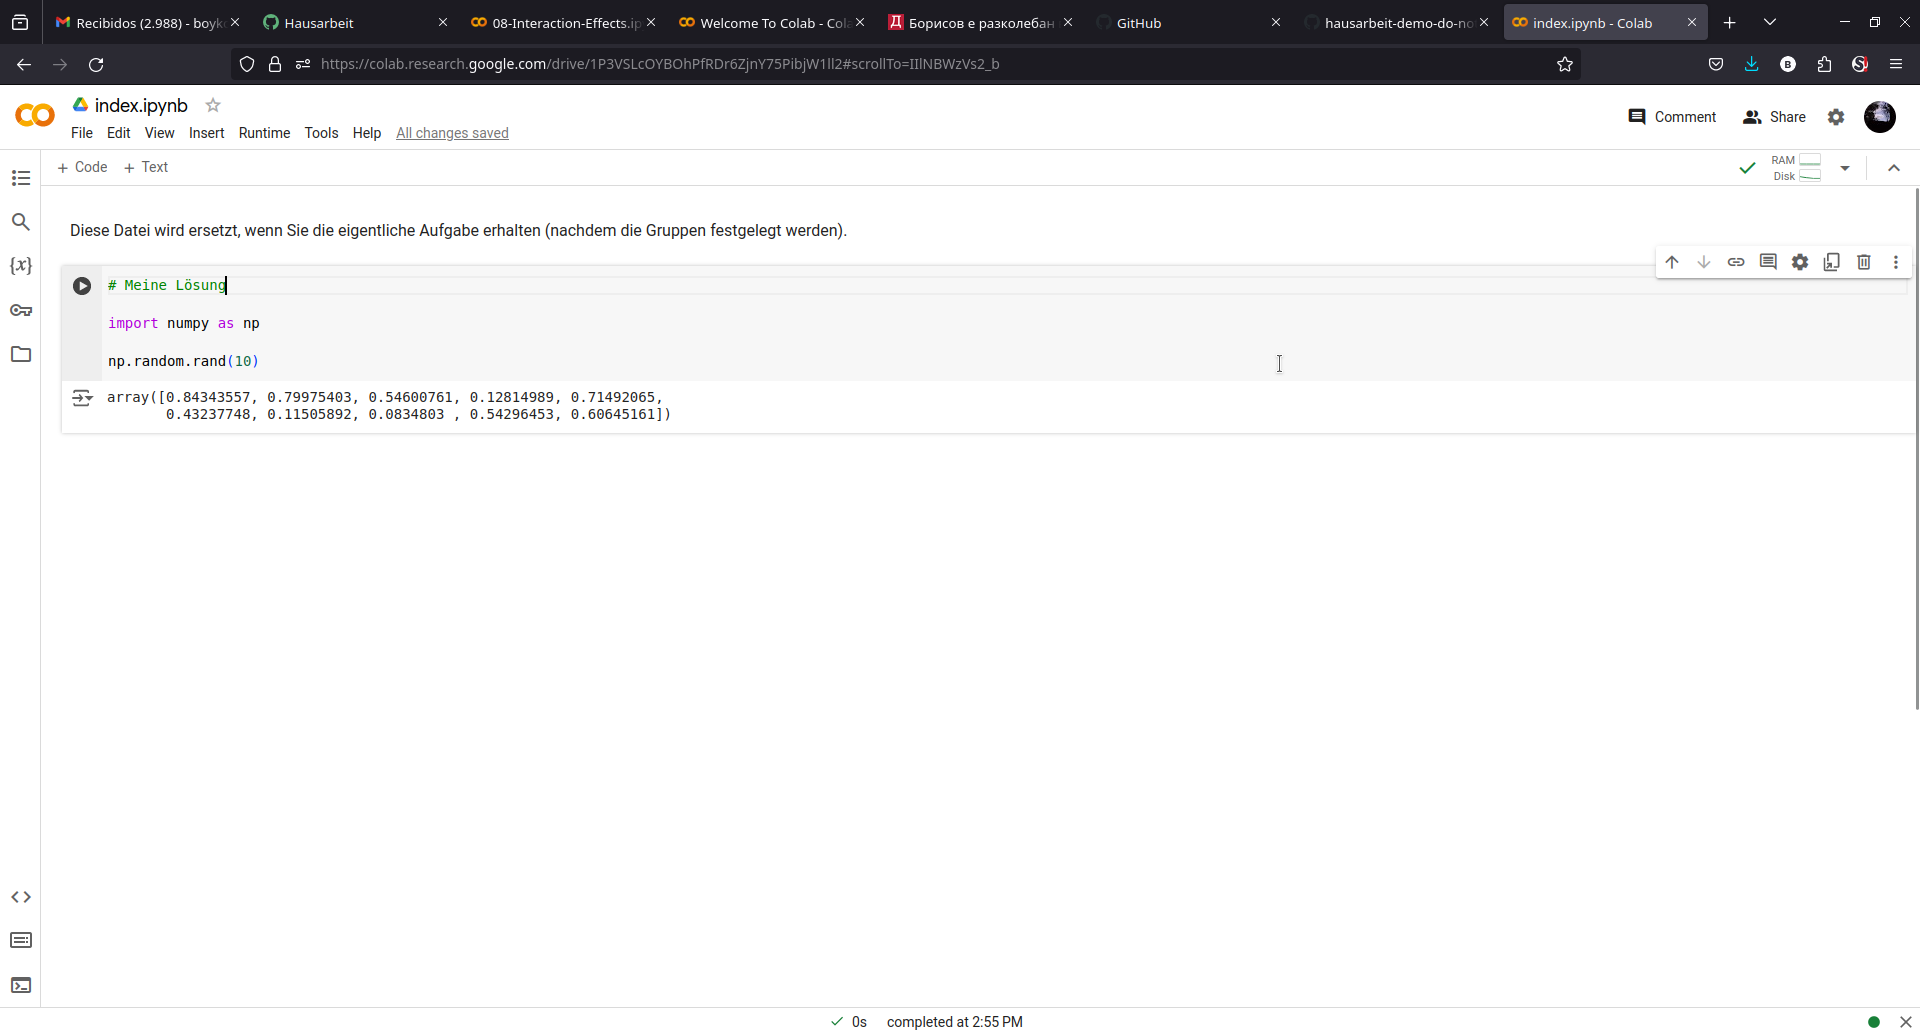 Recibidos (2.988) - boyk
Hausarbeit
08-Interaction-Effects.ip
Welcome To Colab - Cola
Д Борисов е разколебан
GitHub
hausarbeit-demo-do-no
index.ipynb - Colab
https://colab.research.google.com/drive/1P3VSLcOYBOhPfRDr6ZjnY75PibjW1ll2#scrollTo=IIlNBWzVs2_b
B
S
index.ipynb
Comment
Share
File Edit View Insert Runtime Tools Help All changes saved
+ Code + Text
RAM
Disk
Diese Datei wird ersetzt, wenn Sie die eigentliche Aufgabe erhalten (nachdem die Gruppen festgelegt werden).
{x}
# Meine Lösung
import numpy as np
np.random.rand(10)
array([0.84343557, 0.79975403, 0.54600761, 0.12814989, 0.71492065,
0.43237748, 0.11505892, 0.0834803 , 0.54296453, 0.60645161])
0s completed at 2:55 PM